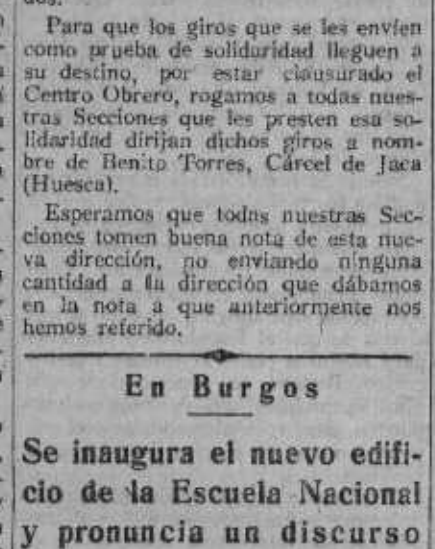 dos.
Para que los giros que se les envíen
como prueba de solidaridad lleguen a
su destino, por estar clausurado el
Centro Obrero, rogamos a todas nues-
tras Secciones que les presten esa so-
lidaridad dirijan dichos giros a nom-
bre de Benito Torres, Cárcel de Jaca
(Huesca).
Esperamos que todas nuestras Sec-
ciones tomen buena nota de esta nue-
va dirección, no enviando ninguna
cantidad a la dirección que dábamos
en la nota a que anteriormente nos
hemos referido.
En Burgos
Se inaugura el nuevo edifi-
cio de la Escuela Nacional
y pronuncia un discurso